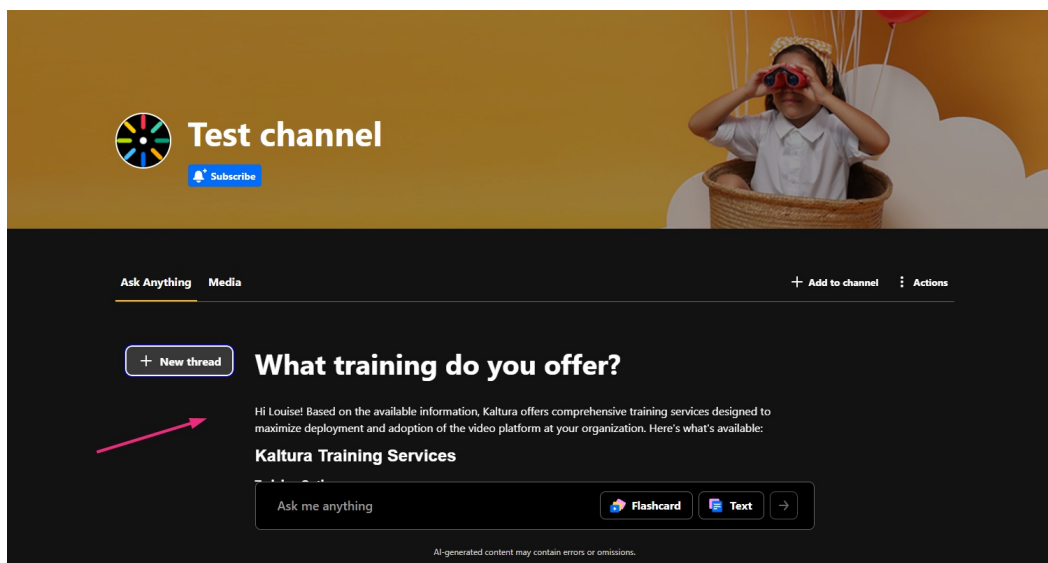 Test channel
Subscribe
Ask Anything Media
+ Add to channel
Actions
+ New thread
What training do you offer?
Hi Louise! Based on the available information, Kaltura offers comprehensive training services designed to
maximize deployment and adoption of the video platform at your organization. Here's what's available:
Kaltura Training Services
Ask me anything
Flashcard
Text
AI-generated content may contain errors or omissions.